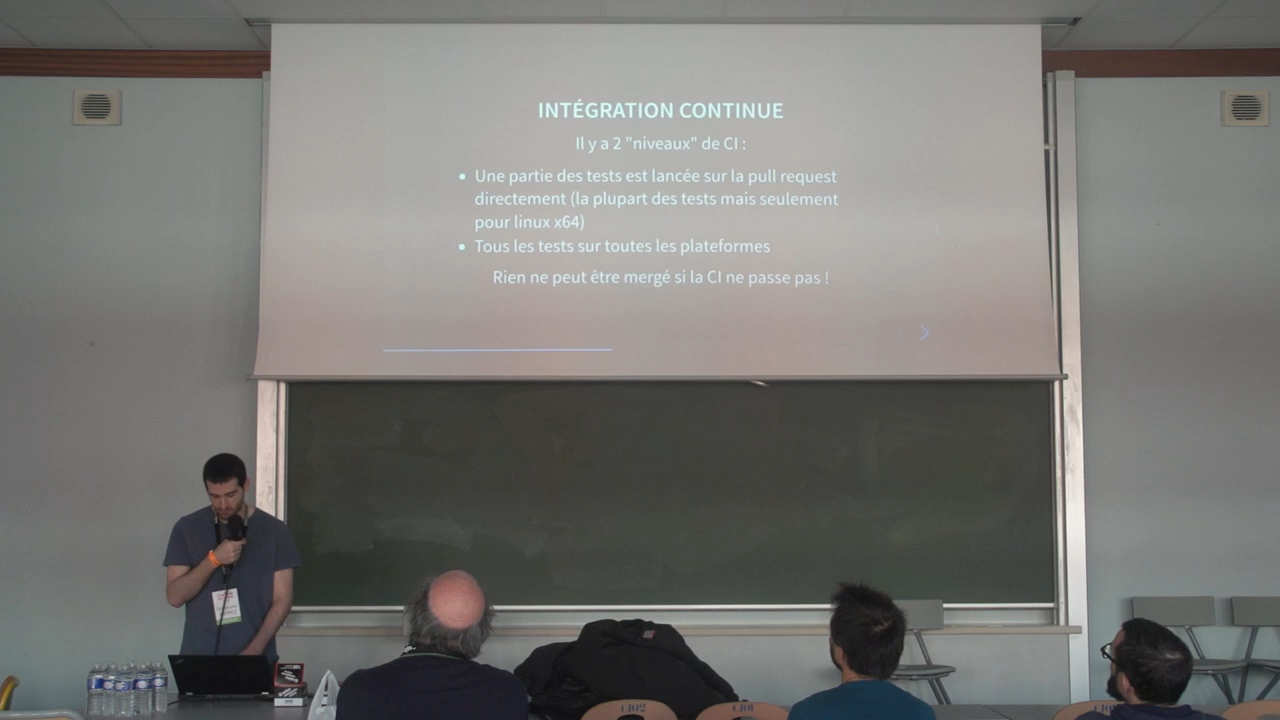 INTÉGRATION CONTINUE
Il y a 2 "niveaux" de CI :
• Une partie des tests est lancée sur la pull request
directement (la plupart des tests mais seulement
pour linux x64)
• Tous les tests sur toutes les plateformes
Rien ne peut être mergé si la CI ne passe pas !
CJ02
CJ01